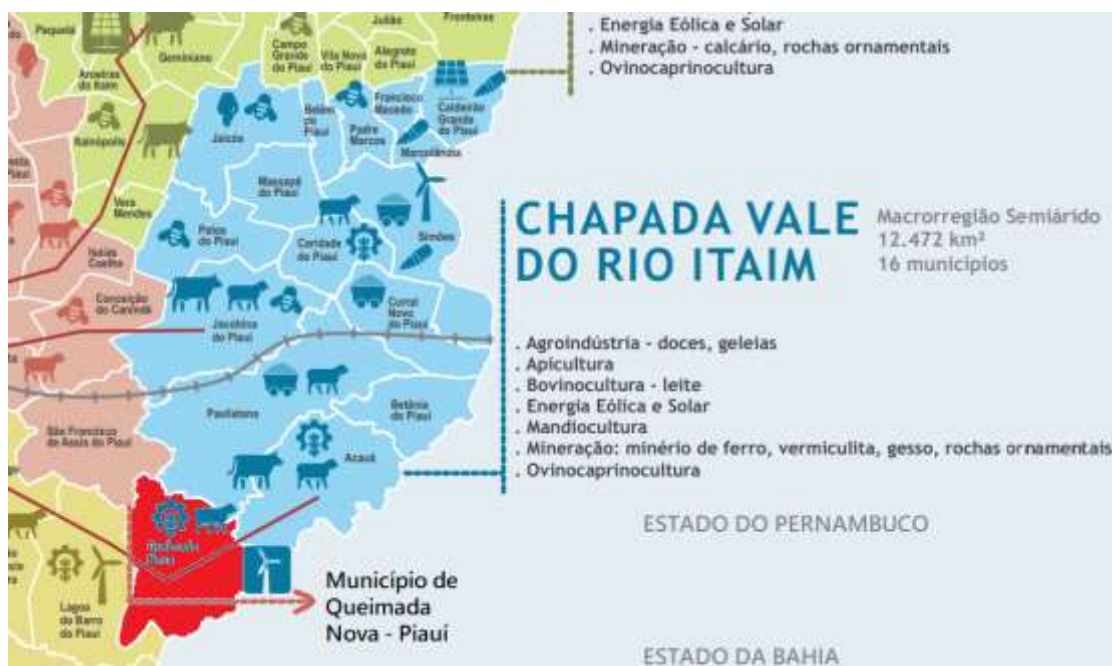 Paquetá
Geminiano
Campo
Grande
do Piauí
Vila Nova
do Piauí
Julião
Alegrete
do Piauí
Fronteiras
. Energia Eólica e Solar
. Mineração - calcário, rochas ornamentais
. Ovinocaprinocultura
Aroeiras
do Itaim
Itainópolis
Vera
Mendes
Isaías
Coelho
Conceição
do Canindé
São Francisco
de Assis do Piauí
Jaicós
Belém
do
Piauí
Padre
Marcos
Francisco
Macedo
Caldeirão
Grande
do Piauí
Marcolândia
Massapê
do Piauí
Patos
do Piauí
Caridade
do Piauí
Simões
Jacobina
do Piauí
Curral
Novo
do Piauí
Paulistana
Betânia
do Piauí
Acauã
CHAPADA VALE
DO RIO ITAIM
Macrorregião Semiárido
12.472 km²
16 municípios
. Agroindústria - doces, geleias
. Apicultura
. Bovinocultura - leite
. Energia Eólica e Solar
. Mandiocultura
. Mineração: minério de ferro, vermiculita, gesso, rochas ornamentais
. Ovinocaprinocultura
ESTADO DO PERNAMBUCO
Município de
Queimada
Nova - Piauí
Lagoa
do Barro
do Piauí
ESTADO DA BAHIA